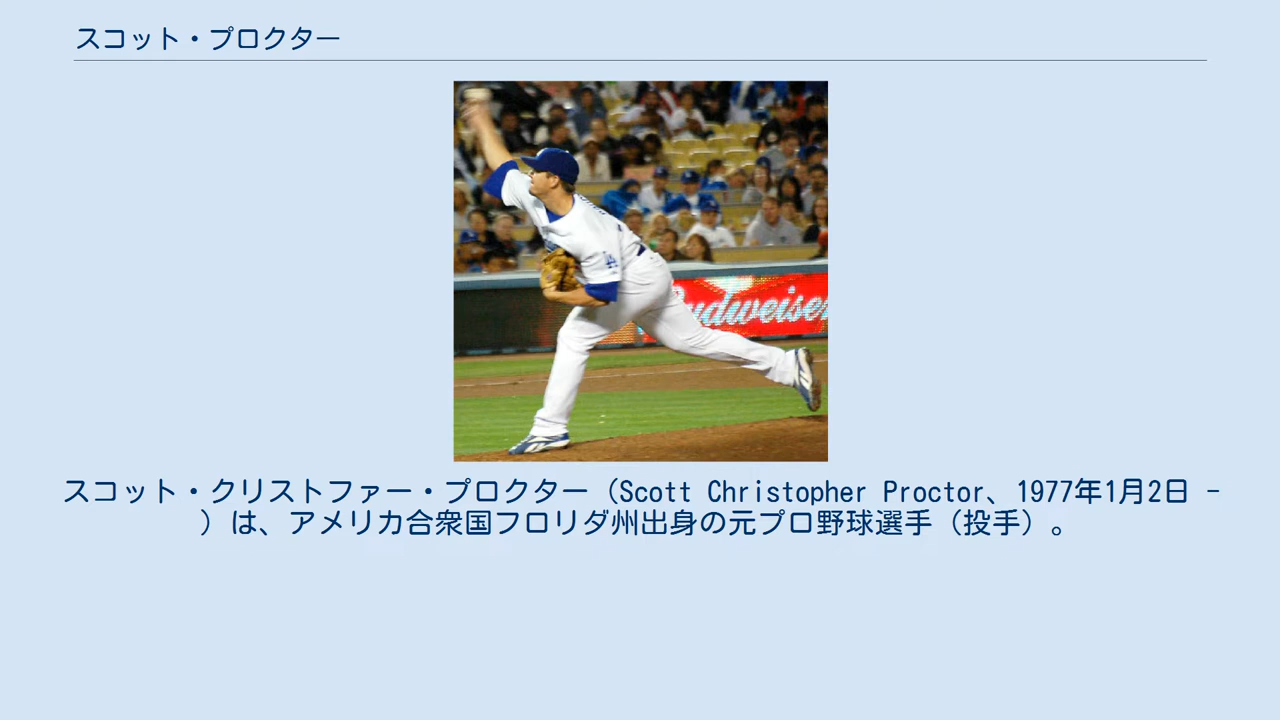 スコット・プロクター
Budweiser
LA
スコット・クリストファー・プロクター（Scott Christopher Proctor、1977年1月2日 -
）は、アメリカ合衆国フロリダ州出身の元プロ野球選手（投手）。